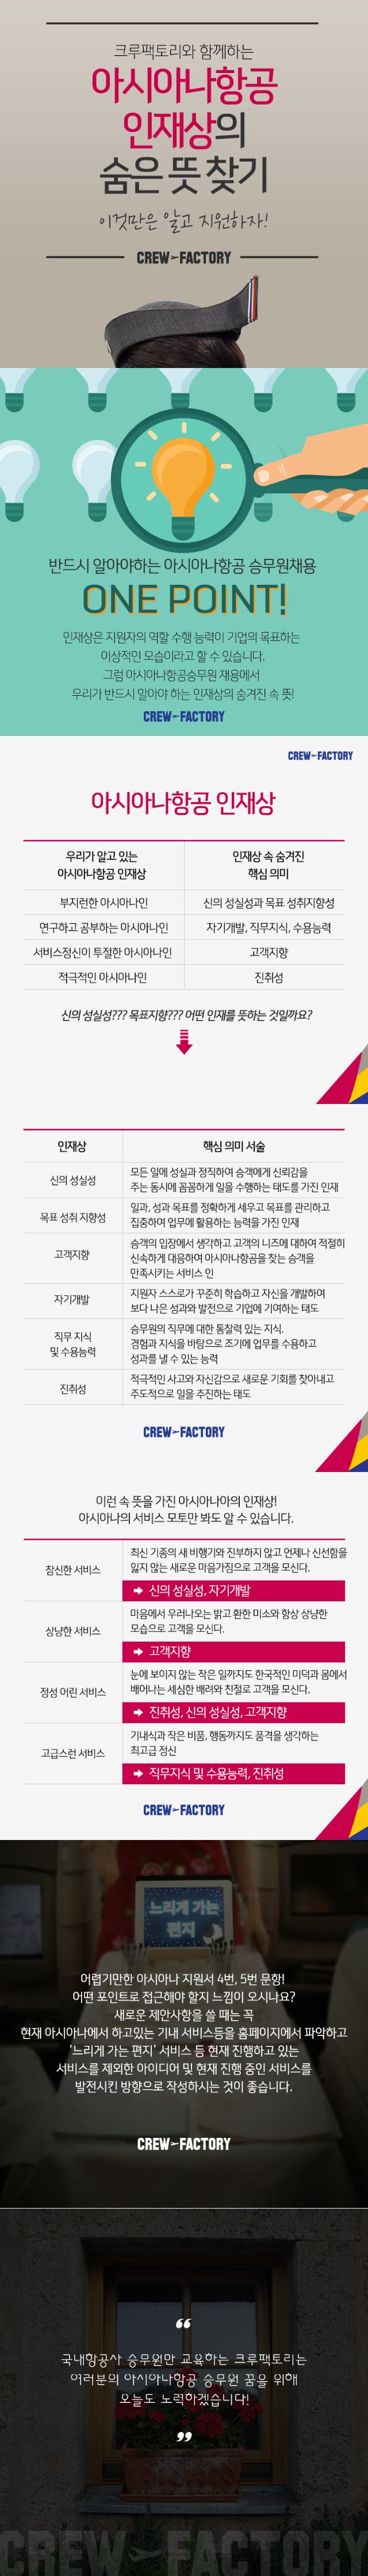 크루팩토리와 함께하는
아시아나항공
인재상의
숨은 뜻 찾기
이것만은 알고 지원하자!
CREW FACTORY
반드시 알아야하는 아시아나항공 승무원채용
ONE POINT!
인재상은 지원자의 역할 수행 능력이 기업의 목표하는
이상적인 모습이라고 할 수 있습니다.
그럼 아시아나항공승무원 채용에서
우리가 반드시 알아야 하는 인재상의 숨겨진 속 뜻!
CREW FACTORY
CREW FACTORY
아시아나항공 인재상
우리가 알고 있는
아시아나항공 인재상
인재상 속 숨겨진
핵심 의미
부지런한 아시아나인
신의 성실성과 목표 성취지향성
연구하고 공부하는 아시아나인
자기개발, 직무지식, 수용능력
서비스정신이 투철한 아시아나인
고객지향
적극적인 아시아나인
진취성
신의 성실성??? 목표지향??? 어떤 인재를 뜻하는 것일까요?
인재상
핵심 의미 서술
신의 성실성
모든 일에 성실과 정직하여 승객에게 신뢰감을
주는 동시에 꼼꼼하게 일을 수행하는 태도를 가진 인재
목표 성취 지향성
일과, 성과 목표를 정확하게 세우고 목표를 관리하고
집중하여 업무에 활용하는 능력을 가진 인재
고객지향
승객의 입장에서 생각하고 고객의 니즈에 대하여 적절히
신속하게 대응하여 아시아나항공을 찾는 승객을
만족시키는 서비스 인
자기개발
지원자 스스로가 꾸준히 학습하고 자신을 개발하여
보다 나은 성과와 발전으로 기업에 기여하는 태도
직무 지식
및 수용능력
승무원의 직무에 대한 통찰력 있는 지식.
경험과 지식을 바탕으로 조기에 업무를 수용하고
성과를 낼 수 있는 능력
진취성
적극적인 사고와 자신감으로 새로운 기회를 찾아내고
주도적으로 일을 추진하는 태도
CREW FACTORY
이런 속 뜻을 가진 아시아나아의 인재상!
아시아나의 서비스 모토만 봐도 알 수 있습니다.
참신한 서비스
최신 기종의 새 비행기와 진부하지 않고 언제나 신선함을
잃지 않는 새로운 마음가짐으로 고객을 모신다.
신의 성실성, 자기개발
상냥한 서비스
마음에서 우러나오는 밝고 환한 미소와 항상 상냥한
모습으로 고객을 모신다.
고객지향
정성 어린 서비스
눈에 보이지 않는 작은 일까지도 한국적인 미덕과 몸에서
배어나는 세심한 배려와 친절로 고객을 모신다.
진취성, 신의 성실성, 고객지향
고급스런 서비스
기내식과 작은 비품, 행동까지도 품격을 생각하는
최고급 정신
직무지식 및 수용능력, 진취성
CREW FACTORY
느리게 가는
편지
어렵기만한 아시아나 지원서 4번, 5번 문항!
어떤 포인트로 접근해야 할지 느낌이 오시나요?
새로운 제안사항을 쓸 때는 꼭
현재 아시아나에서 하고있는 기내 서비스등을 홈페이지에서 파악하고
'느리게 가는 편지' 서비스 등 현재 진행하고 있는
서비스를 제외한 아이디어 및 현재 진행 중인 서비스를
발전시킨 방향으로 작성하시는 것이 좋습니다.
CREW FACTORY
“
국내항공사 승무원만 교육하는 크루팩토리는
여러분의 아시아나항공 승무원 꿈을 위해
오늘도 노력하겠습니다!
”
CREW FACTORY